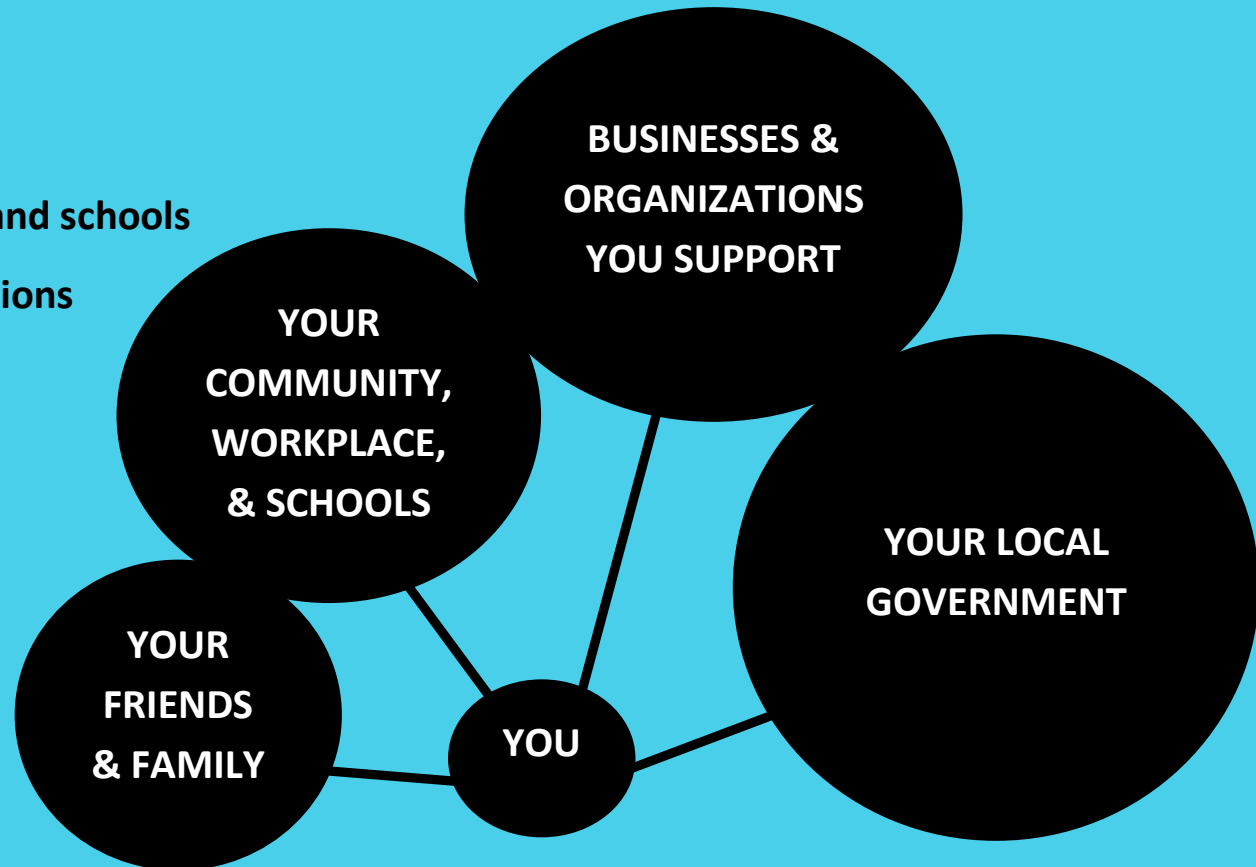 and schools
ions
BUSINESSES &
ORGANIZATIONS
YOU SUPPORT
YOUR
COMMUNITY,
WORKPLACE,
& SCHOOLS
YOUR LOCAL
GOVERNMENT
YOUR
FRIENDS
& FAMILY
YOU